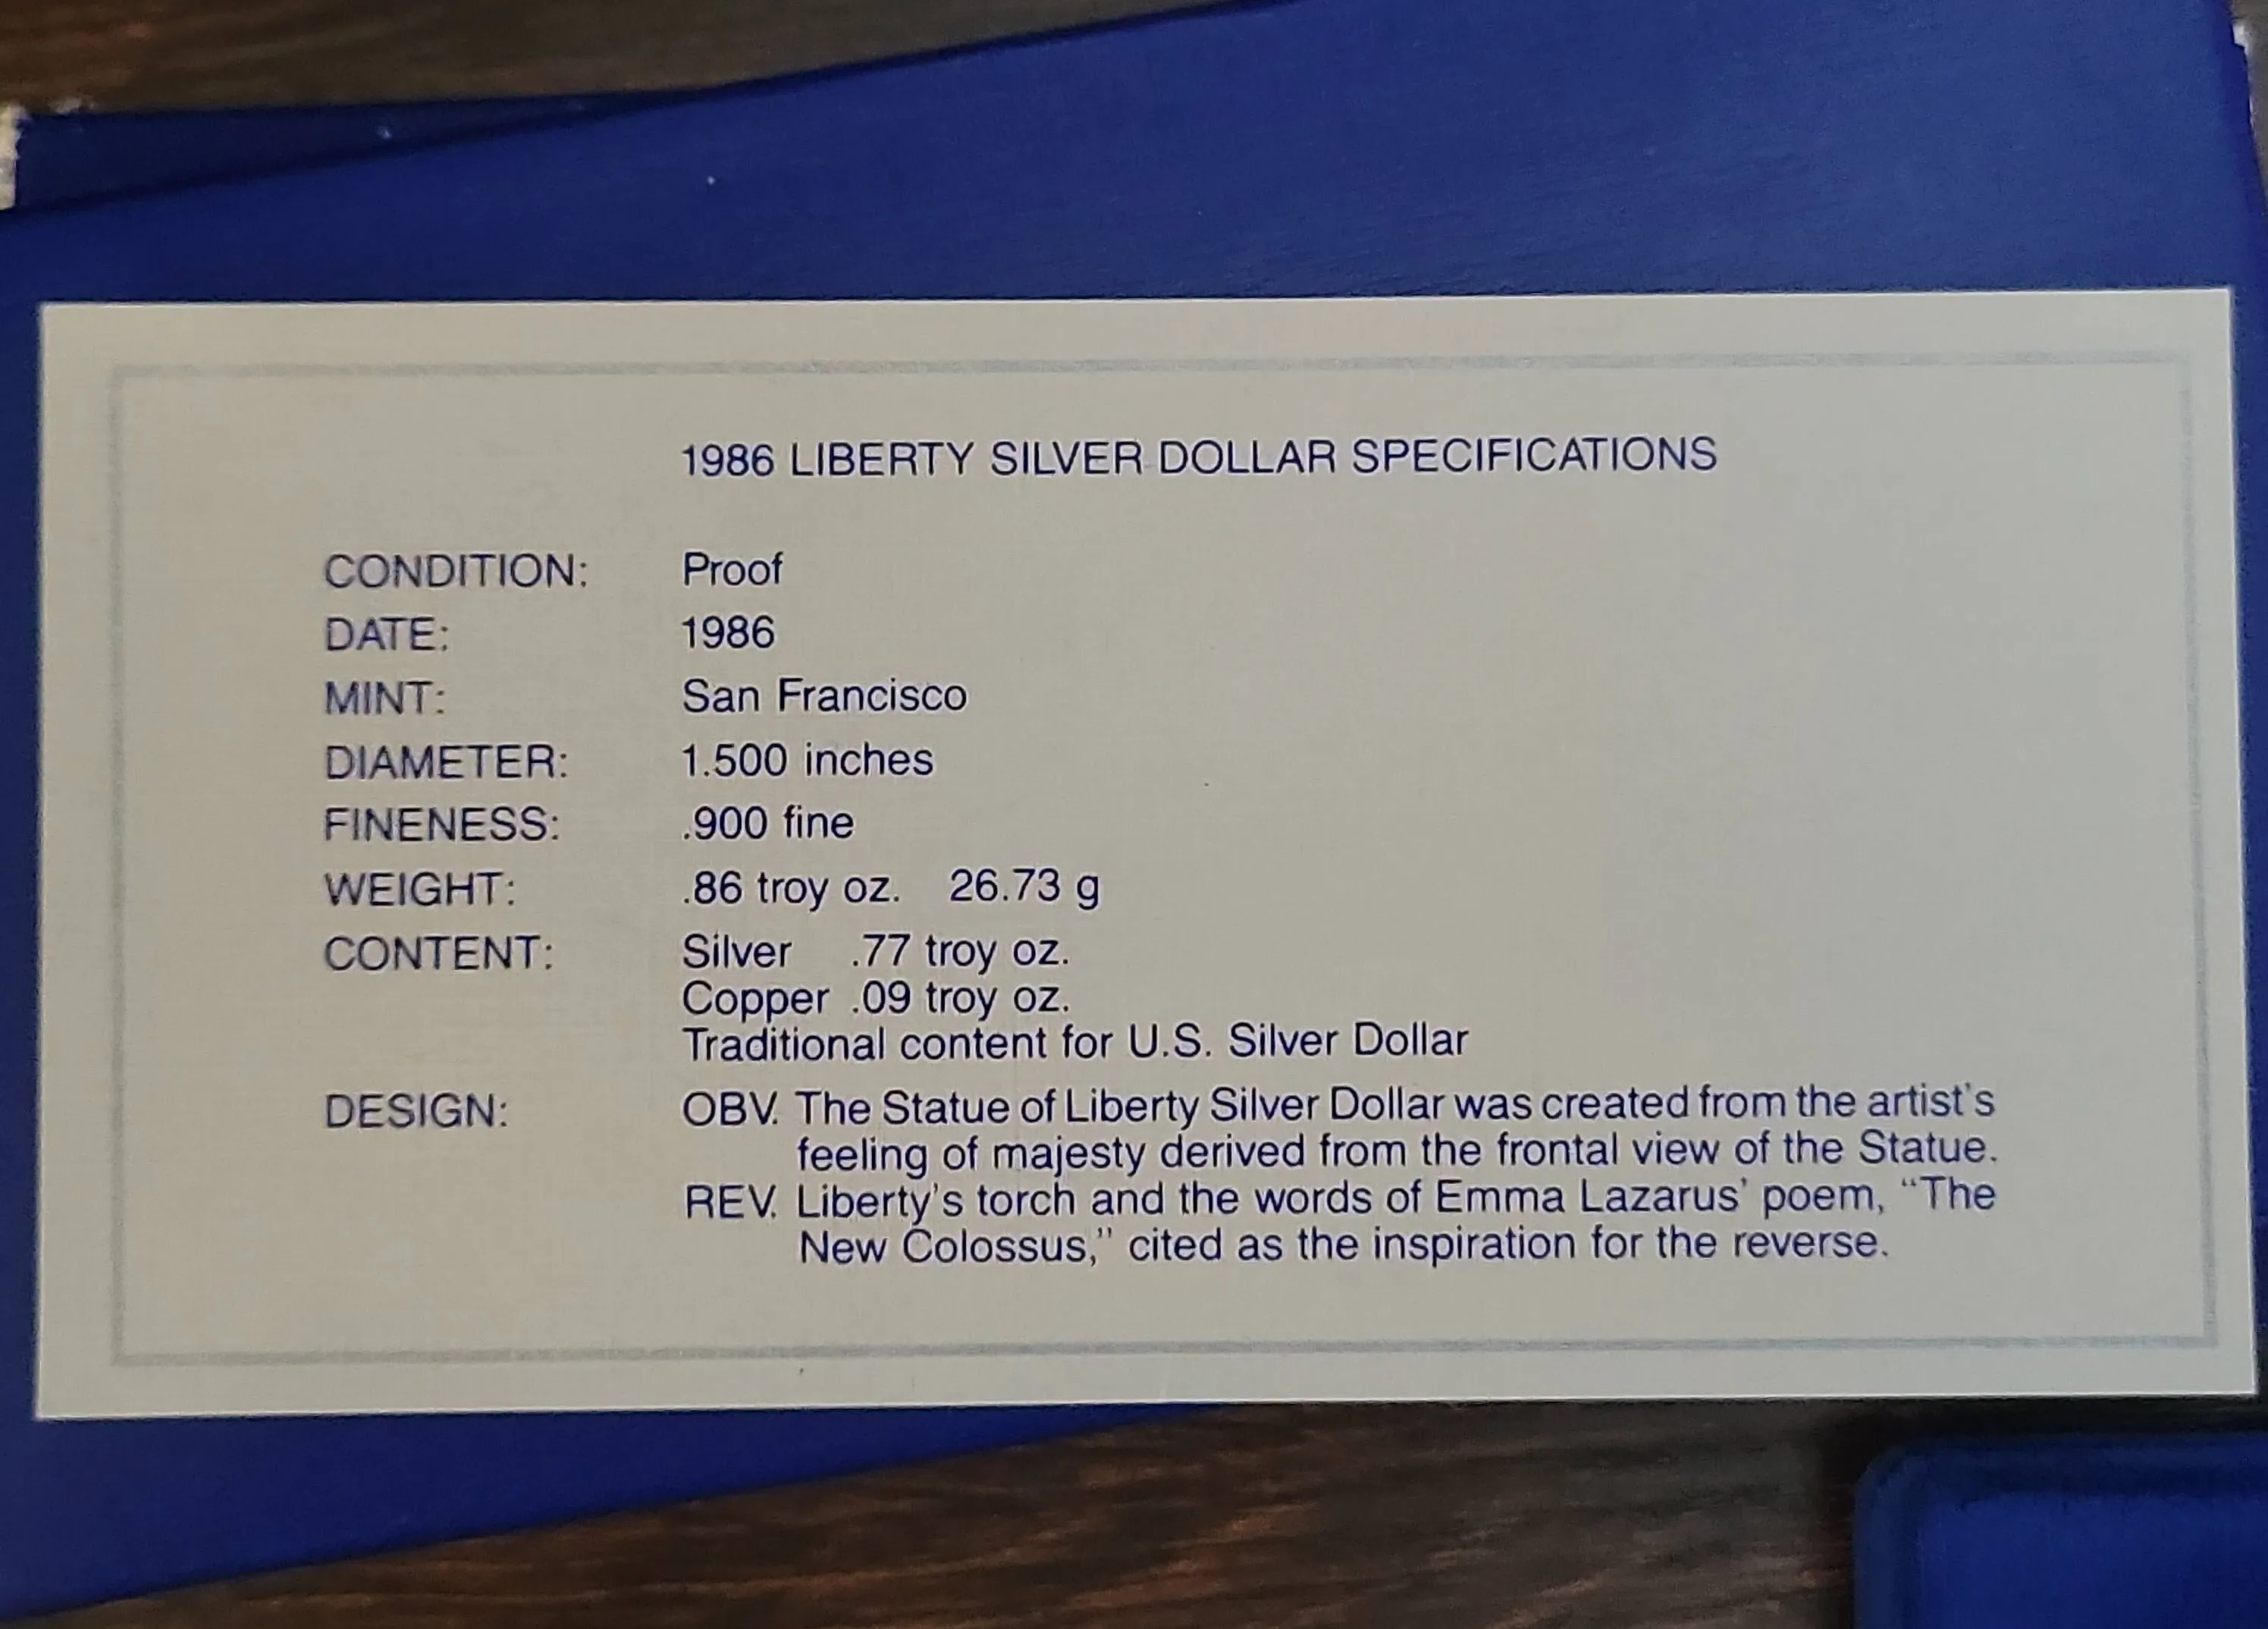 1986 LIBERTY SILVER DOLLAR SPECIFICATIONS
CONDITION: Proof
DATE: 1986
MINT: San Francisco
DIAMETER: 1.500 inches
FINENESS: .900 fine
WEIGHT: .86 troy oz. 26.73 g
CONTENT: Silver .77 troy oz.
Copper .09 troy oz.
Traditional content for U.S. Silver Dollar
DESIGN: OBV. The Statue of Liberty Silver Dollar was created from the artist's
feeling of majesty derived from the frontal view of the Statue.
REV. Liberty's torch and the words of Emma Lazarus' poem, “The
New Colossus,” cited as the inspiration for the reverse.